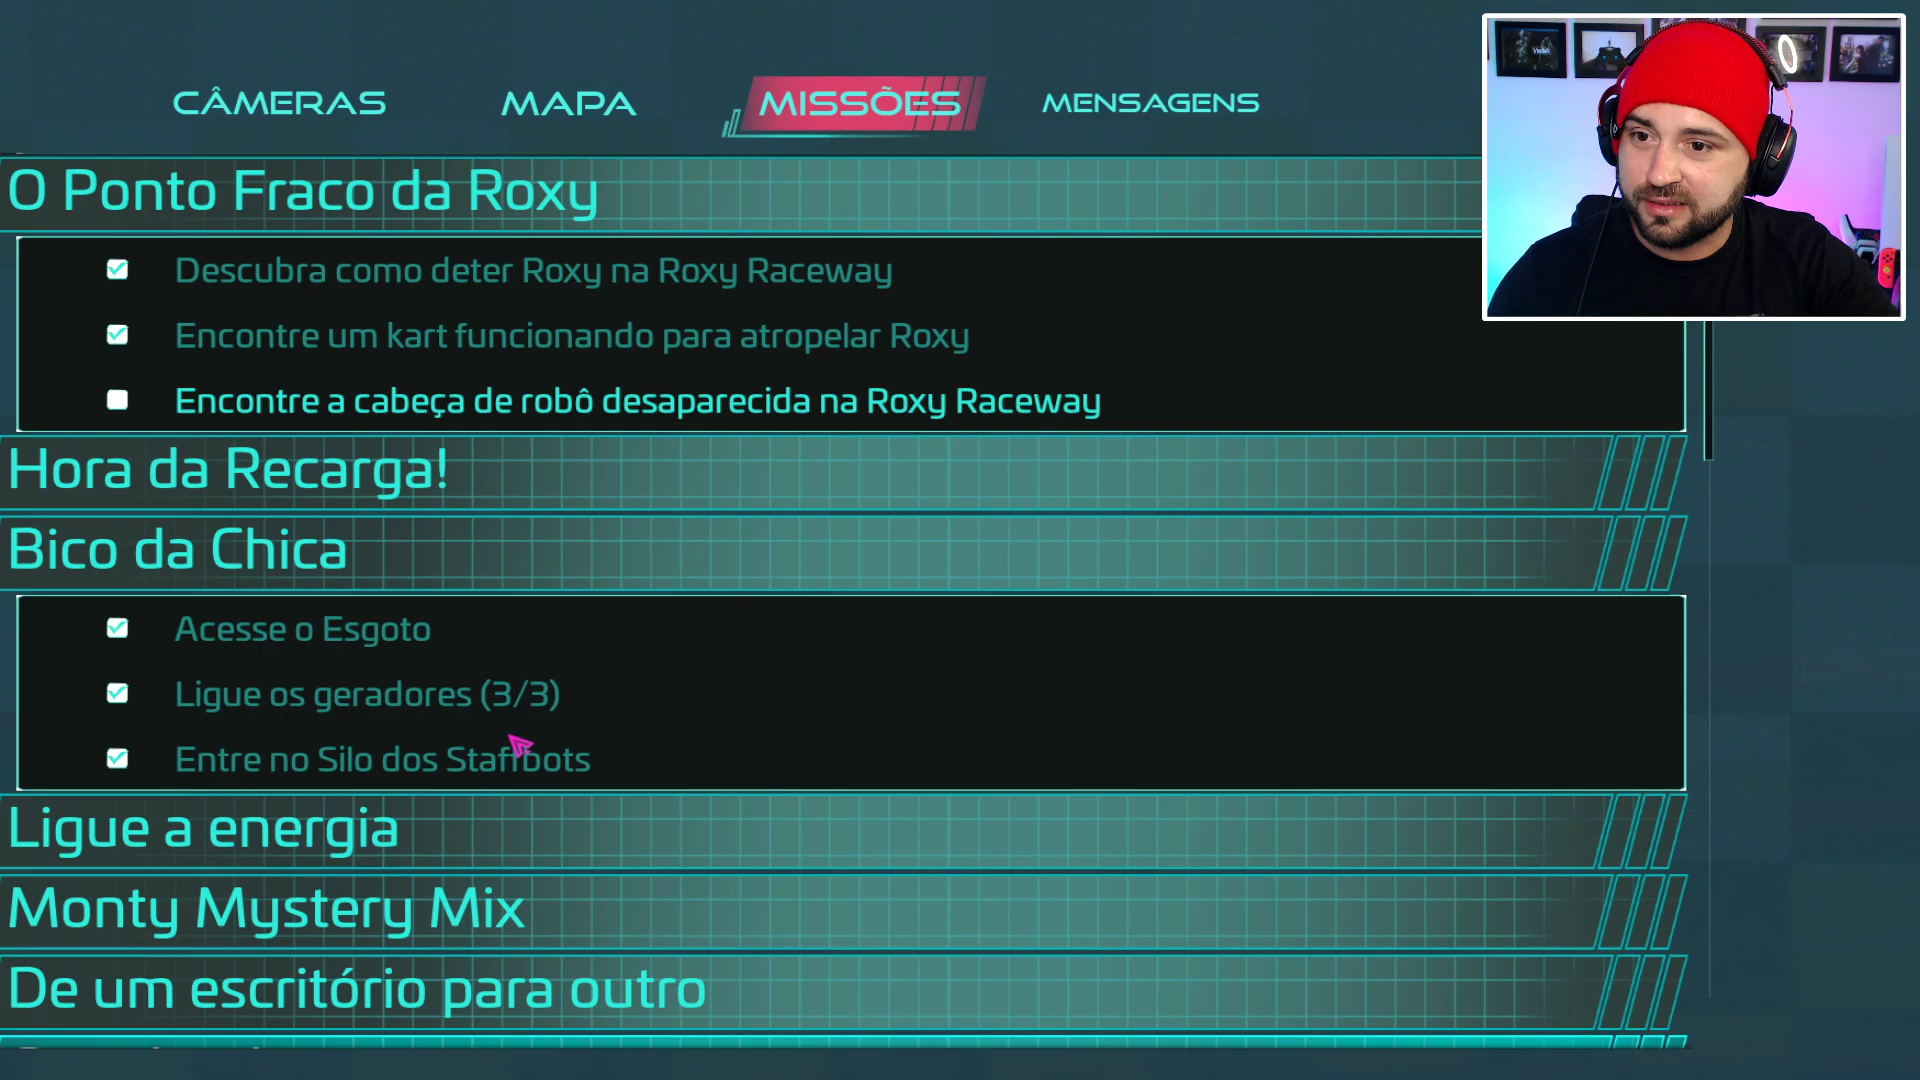 CÂMERAS
MAPA
MISSÕES
MENSAGENS
O Ponto Fraco da Roxy
Descubra como deter Roxy na Roxy Raceway
Encontre um kart funcionando para atropelar Roxy
Encontre a cabeça de robô desaparecida na Roxy Raceway
Hora da Recarga!
Bico da Chica
Acesse o Esgoto
Ligue os geradores (3/3)
Entre no Silo dos Staffbots
Ligue a energia
Monty Mystery Mix
De um escritório para outro